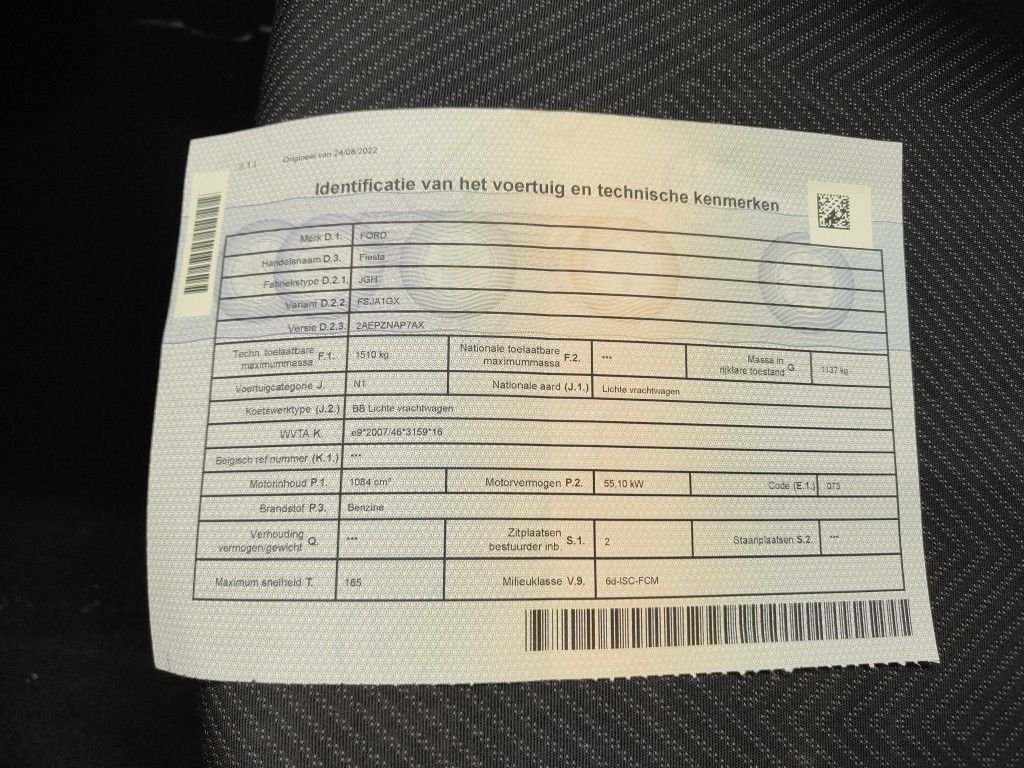 (I.1.) Origineel van 24/08/2022
Identificatie van het voertuig en technische kenmerken
Merk D.1. FORD
Handelsnaam D.3. Fiesta
Fabriekstype D.2.1. JGH
Variant D.2.2. FSJA1GX
Versie D.2.3. 2AEPZNAP7AX
Techn. toelaatbare maximummassa F.1. 1510 kg Nationale toelaatbare maximummassa F.2. *** Massa in rijklare toestand G. 1137 kg
Voertuigcategorie J. N1 Nationale aard (J.1.) Lichte vrachtwagen
Koetswerktype (J.2.) BB Lichte vrachtwagen
WVTA K. e9*2007/46*3159*16
Belgisch ref.nummer (K.1.) ***
Motorinhoud P.1. 1084 cm³ Motorvermogen P.2. 55,10 kW Code (E.1.) 073
Brandstof P.3. Benzine
Verhouding vermogen/gewicht Q. *** Zitplaatsen bestuurder inb. S.1. 2 Staanplaatsen S.2. ***
Maximum snelheid T. 165 Milieuklasse V.9. 6d-ISC-FCM